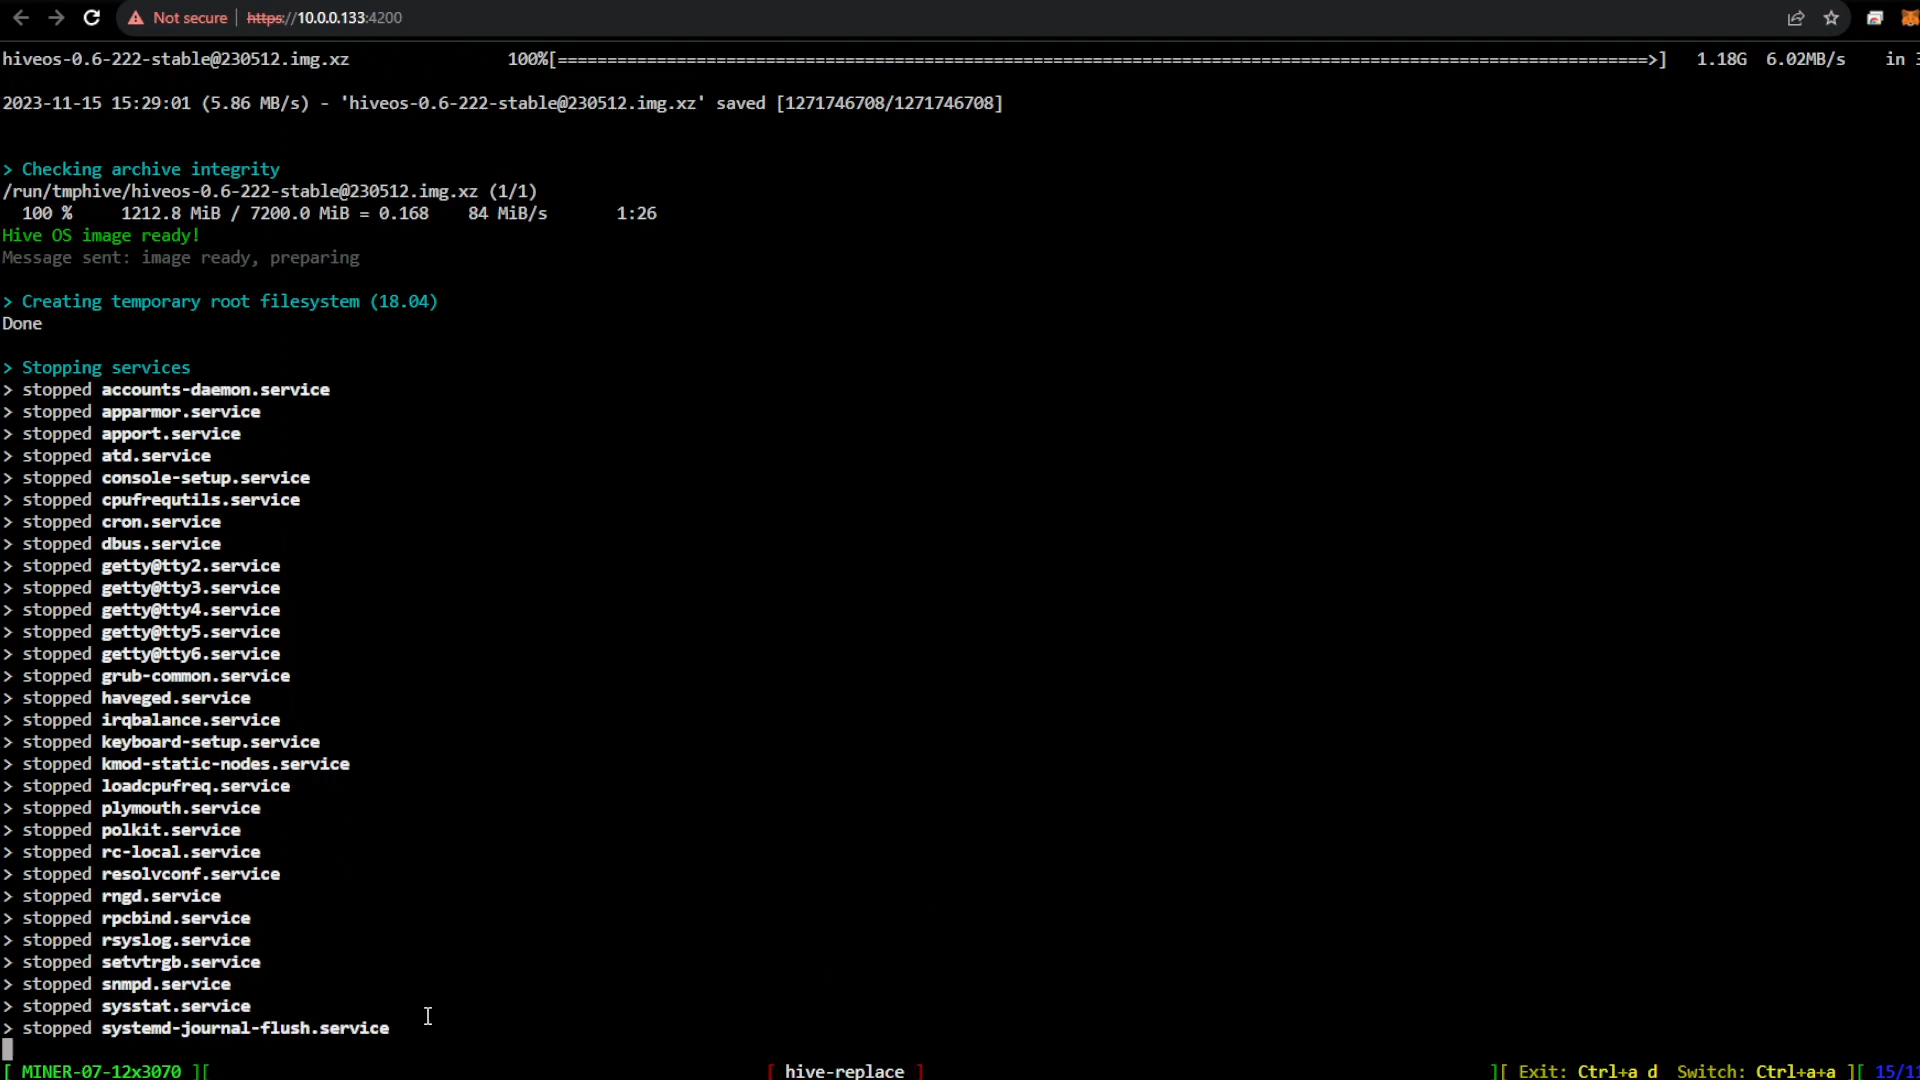 Not secure | https://10.0.0.133:4200
hiveos-0.6-222-stable@230512.img.xz 100%[==============================================================================================================>] 1.18G 6.02MB/s in 3
2023-11-15 15:29:01 (5.86 MB/s) - 'hiveos-0.6-222-stable@230512.img.xz' saved [1271746708/1271746708]
> Checking archive integrity
/run/tmphive/hiveos-0.6-222-stable@230512.img.xz (1/1)
100 % 1212.8 MiB / 7200.0 MiB = 0.168 84 MiB/s 1:26
Hive OS image ready!
Message sent: image ready, preparing
> Creating temporary root filesystem (18.04)
Done
> Stopping services
> stopped accounts-daemon.service
> stopped apparmor.service
> stopped apport.service
> stopped atd.service
> stopped console-setup.service
> stopped cpufrequtils.service
> stopped cron.service
> stopped dbus.service
> stopped getty@tty2.service
> stopped getty@tty3.service
> stopped getty@tty4.service
> stopped getty@tty5.service
> stopped getty@tty6.service
> stopped grub-common.service
> stopped haveged.service
> stopped irqbalance.service
> stopped keyboard-setup.service
> stopped kmod-static-nodes.service
> stopped loadcpufreq.service
> stopped plymouth.service
> stopped polkit.service
> stopped rc-local.service
> stopped resolvconf.service
> stopped rngd.service
> stopped rpcbind.service
> stopped rsyslog.service
> stopped setvtrgb.service
> stopped snmpd.service
> stopped sysstat.service
> stopped systemd-journal-flush.service
[ MINER-07-12x3070 ][ [ hive-replace ] ][ Exit: Ctrl+a d Switch: Ctrl+a+a ][ 15/11